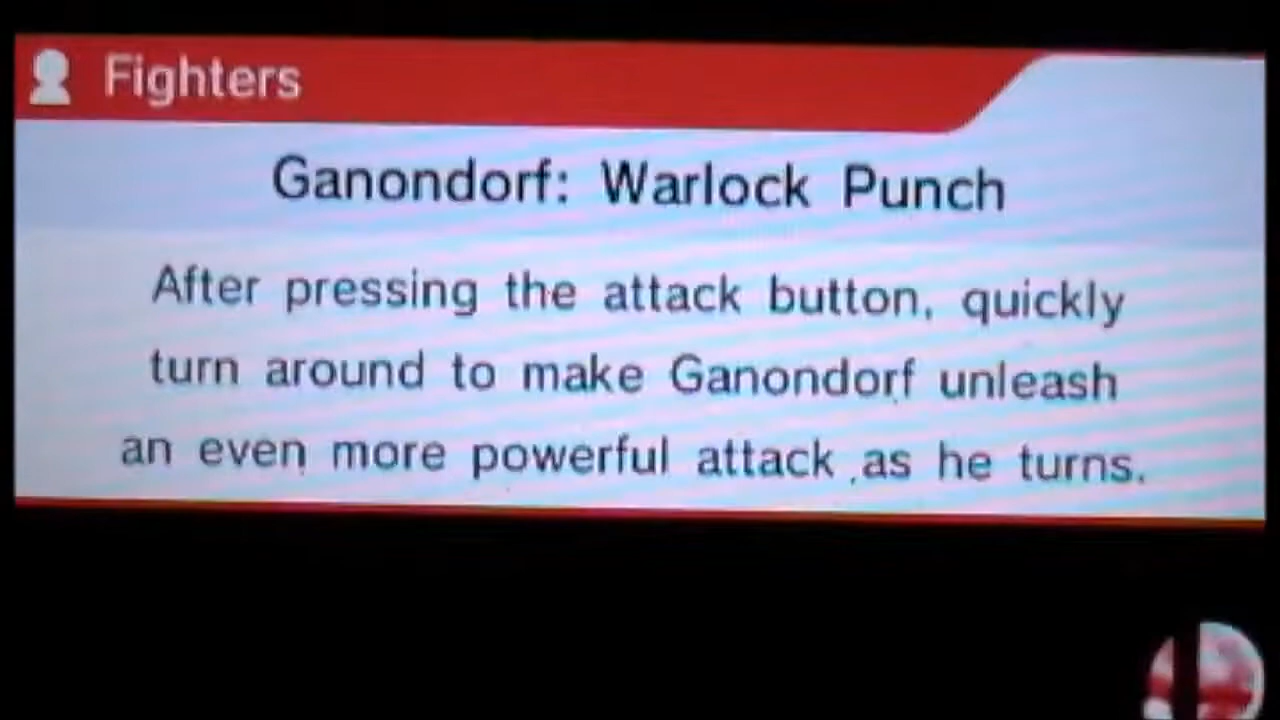 Fighters
Ganondorf: Warlock Punch
After pressing the attack button, quickly
turn around to make Ganondorf unleash
an even more powerful attack as he turns.